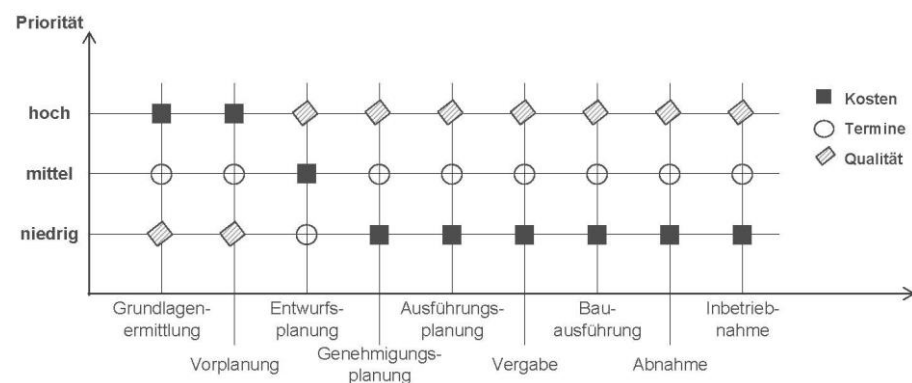 Priorität
hoch
mittel
niedrig
Kosten
Termine
Qualität
Grundlagen-
ermittlung
Vorplanung
Entwurfs-
planung
Genehmigungs-
planung
Ausführungs-
planung
Vergabe
Bau-
ausführung
Abnahme
Inbetrieb-
nahme